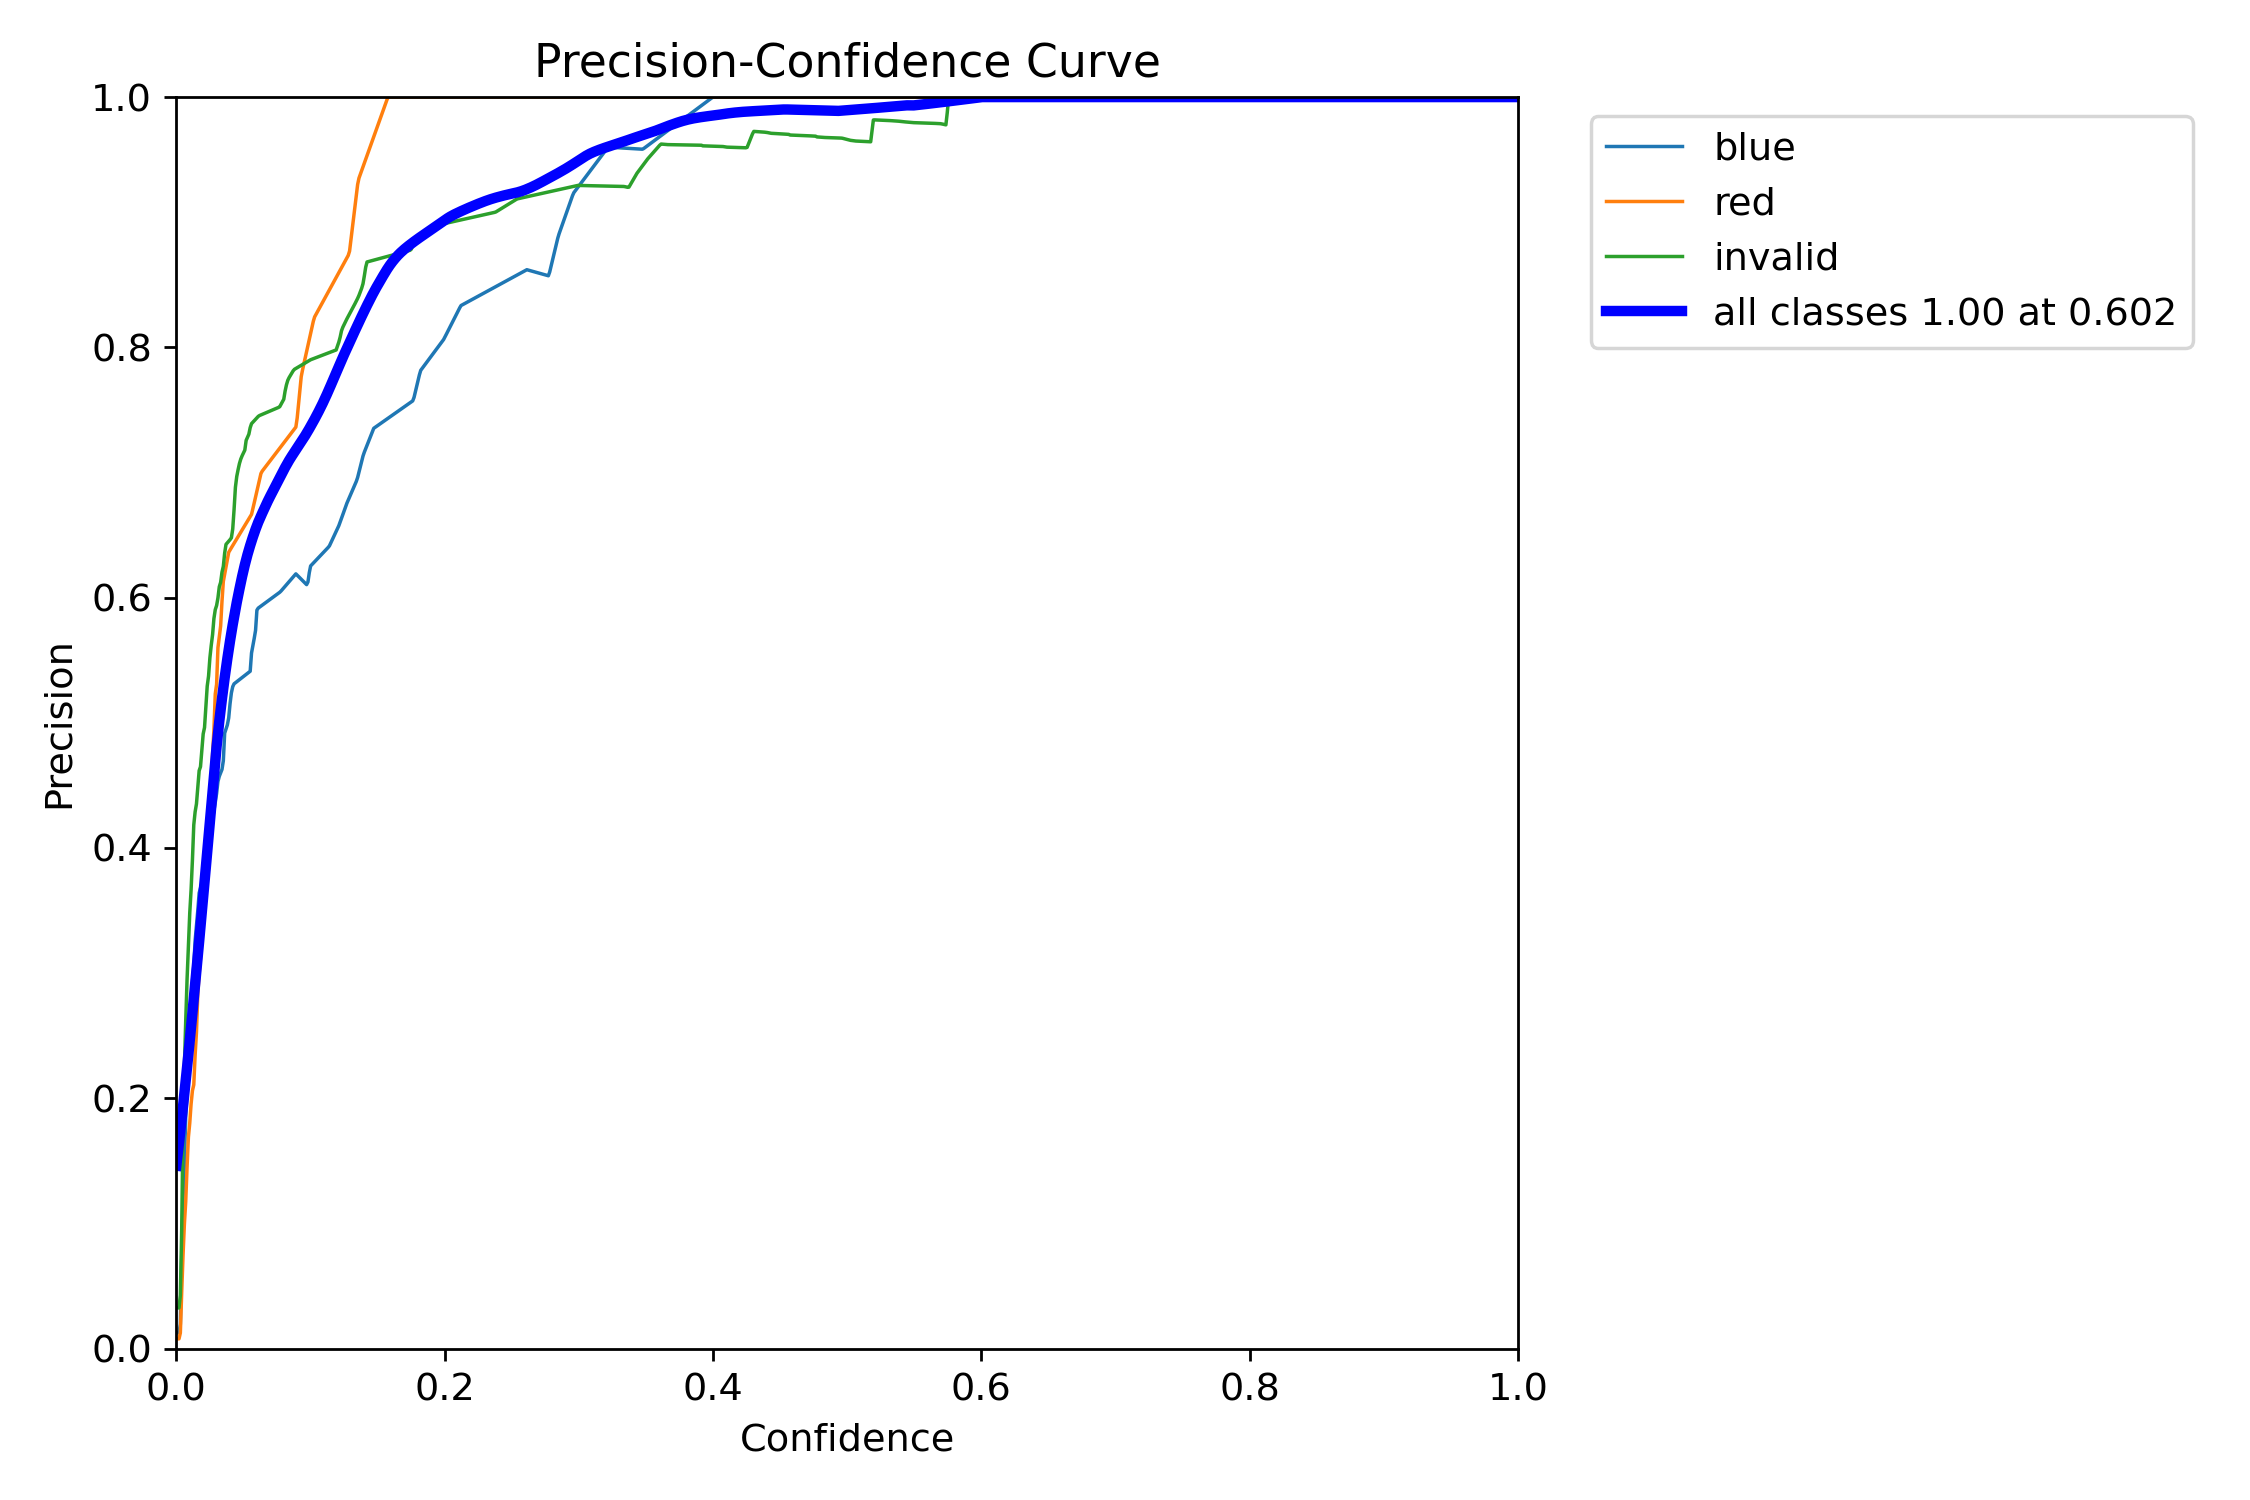 Precision-Confidence Curve
1.0
0.8
0.6
0.4
0.2
0.0
Precision
0.0 0.2 0.4 0.6 0.8 1.0
Confidence
blue
red
invalid
all classes 1.00 at 0.602